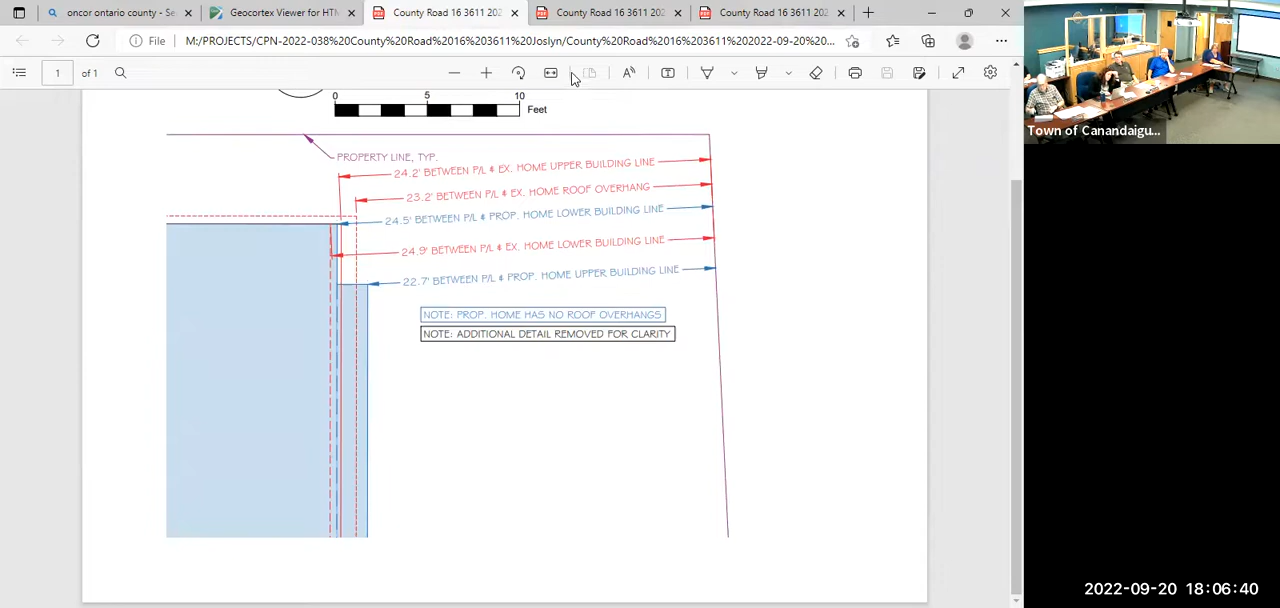 oncor ontario county - Se
Geocortex Viewer for HTM
County Road 16 3611 202
County Road 16 3611 202
County Road 16 3611 202
File
M:/PROJECTS/CPN-2022-038%20County%20Road%2016%203611%20Joslyn/County%20Road%2016%203611%202022-09-20%20...
1
of 1
0 5 10
Feet
PROPERTY LINE, TYP.
24.2' BETWEEN P/L & EX. HOME UPPER BUILDING LINE
23.2' BETWEEN P/L & EX. HOME ROOF OVERHANG
24.5' BETWEEN P/L & PROP. HOME LOWER BUILDING LINE
24.9' BETWEEN P/L & EX. HOME LOWER BUILDING LINE
22.7' BETWEEN P/L & PROP. HOME UPPER BUILDING LINE
NOTE: PROP. HOME HAS NO ROOF OVERHANGS
NOTE: ADDITIONAL DETAIL REMOVED FOR CLARITY
Town of Canandaigu...
2022-09-20 18:06:40